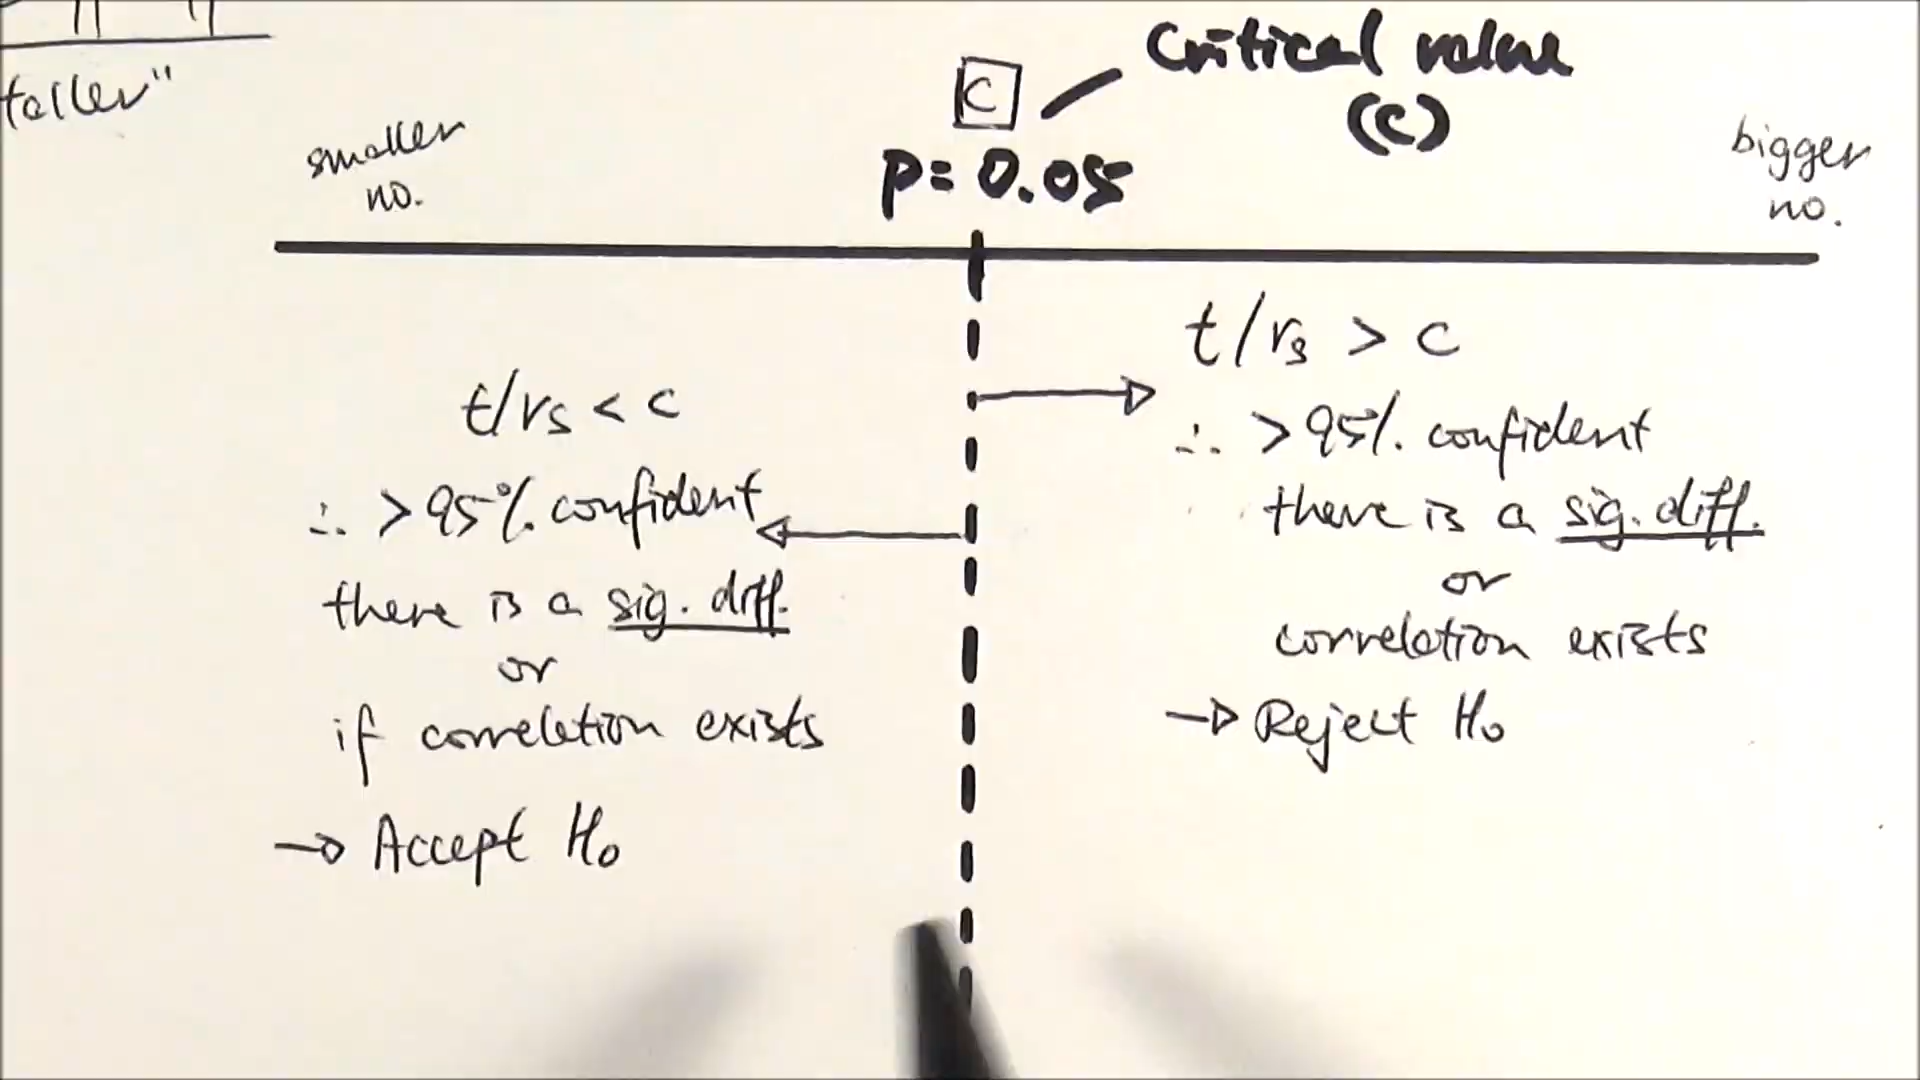 taller"
smaller
no.
C
Critical value
(C)
p=0.05
bigger
no.
t/rs < c
∴ >95% confident
there is a sig. diff.
or
if correlation exists
→ Accept H₀
t/rs > c
∴ >95% confident
there is a sig. diff.
or
correlation exists
→ Reject H₀